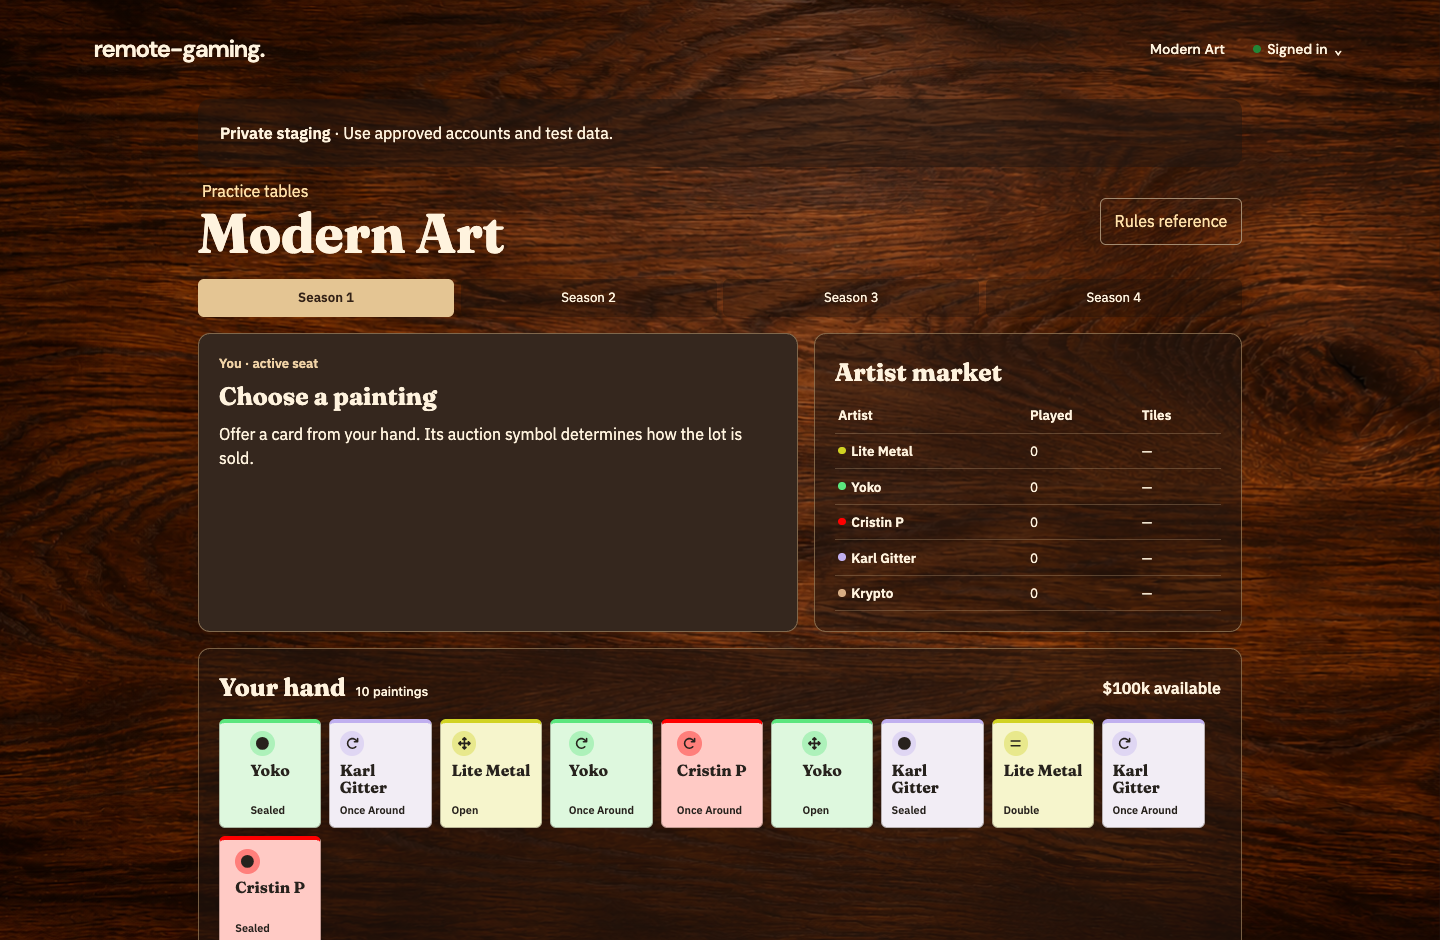 remote-gaming.
Modern Art
Signed in
Private staging · Use approved accounts and test data.
Practice tables
Modern Art
Rules reference
Season 1
Season 2
Season 3
Season 4
You · active seat
Choose a painting
Offer a card from your hand. Its auction symbol determines how the lot is
sold.
Artist market
Artist Played Tiles
Lite Metal 0 —
Yoko 0 —
Cristin P 0 —
Karl Gitter 0 —
Krypto 0 —
Your hand 10 paintings
$100k available
Yoko
Sealed
Karl
Gitter
Once Around
Lite Metal
Open
Yoko
Once Around
Cristin P
Once Around
Yoko
Open
Karl
Gitter
Sealed
Lite Metal
Double
Karl
Gitter
Once Around
Cristin P
Sealed